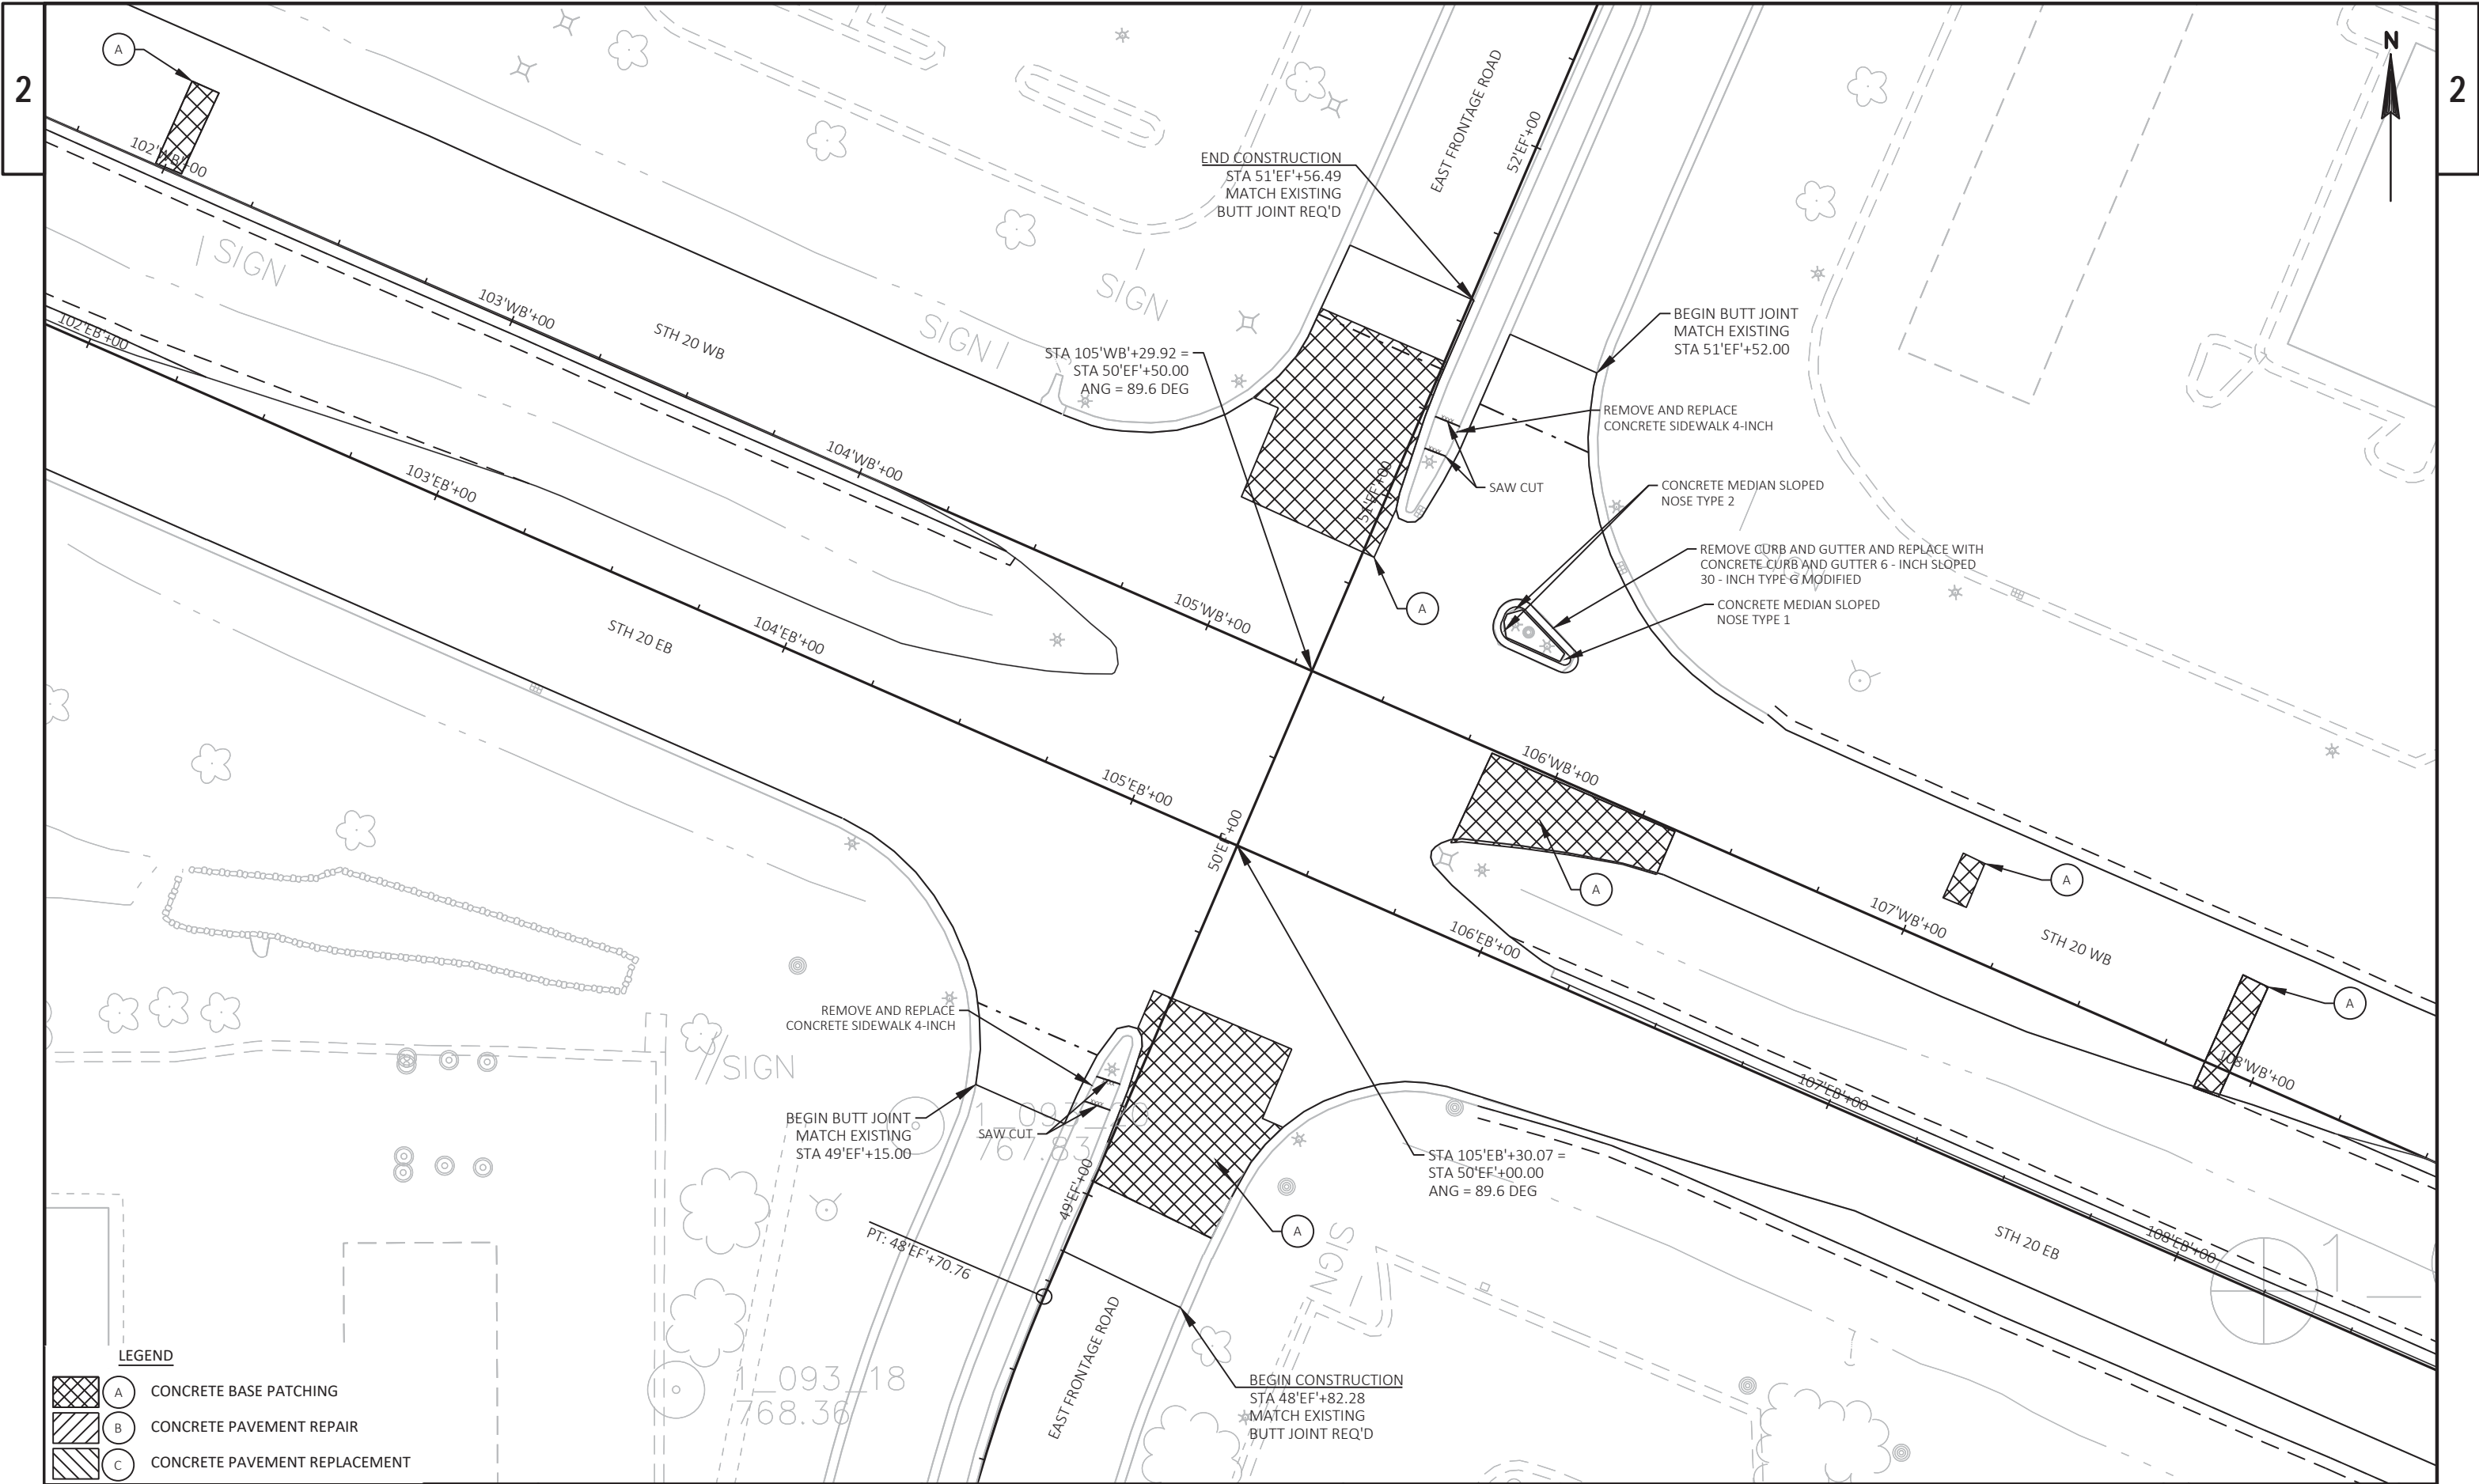 2
2
N
A
102'WB'+00
SIGN
102'EB'+00
103'WB'+00
STH 20 WB
103'EB'+00
SIGN
SIGN
END CONSTRUCTION
STA 51'EF'+56.49
MATCH EXISTING
BUTT JOINT REQ'D
EAST FRONTAGE ROAD
52'EF'+00
STA 105'WB'+29.92 =
STA 50'EF'+50.00
ANG = 89.6 DEG
BEGIN BUTT JOINT
MATCH EXISTING
STA 51'EF'+52.00
REMOVE AND REPLACE
CONCRETE SIDEWALK 4-INCH
SAW CUT
51'EF'+00
CONCRETE MEDIAN SLOPED
NOSE TYPE 2
REMOVE CURB AND GUTTER AND REPLACE WITH
CONCRETE CURB AND GUTTER 6 - INCH SLOPED
30 - INCH TYPE G MODIFIED
CONCRETE MEDIAN SLOPED
NOSE TYPE 1
A
104'WB'+00
105'WB'+00
STH 20 EB
104'EB'+00
105'EB'+00
50'EF'+00
106'WB'+00
A
A
107'WB'+00
STH 20 WB
106'EB'+00
A
108'WB'+00
107'EB'+00
REMOVE AND REPLACE
CONCRETE SIDEWALK 4-INCH
SIGN
BEGIN BUTT JOINT
MATCH EXISTING
STA 49'EF'+15.00
SAW CUT
1_093_20
767.83
49'EF'+00
STA 105'EB'+30.07 =
STA 50'EF'+00.00
ANG = 89.6 DEG
A
PT: 48'EF'+70.76
SIGN
STH 20 EB
108'EB'+00
1_
EAST FRONTAGE ROAD
BEGIN CONSTRUCTION
STA 48'EF'+82.28
MATCH EXISTING
BUTT JOINT REQ'D
1_093_18
768.36
LEGEND
A CONCRETE BASE PATCHING
B CONCRETE PAVEMENT REPAIR
C CONCRETE PAVEMENT REPLACEMENT